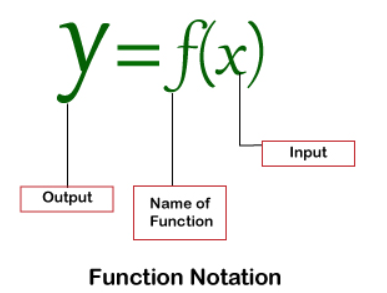 y = f(x)
Input
Output
Name of
Function
Function Notation